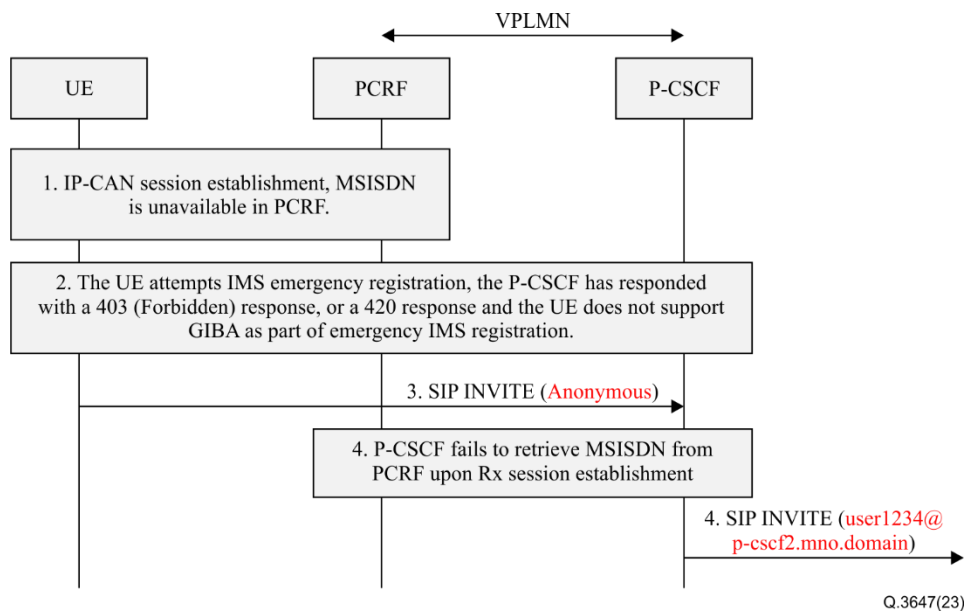 VPLMN
UE
PCRF
P-CSCF
1. IP-CAN session establishment, MSISDN
is unavailable in PCRF.
2. The UE attempts IMS emergency registration, the P-CSCF has responded
with a 403 (Forbidden) response, or a 420 response and the UE does not support
GIBA as part of emergency IMS registration.
3. SIP INVITE (Anonymous)
4. P-CSCF fails to retrieve MSISDN from
PCRF upon Rx session establishment
4. SIP INVITE (user1234@
p-cscf2.mno.domain)
Q.3647(23)